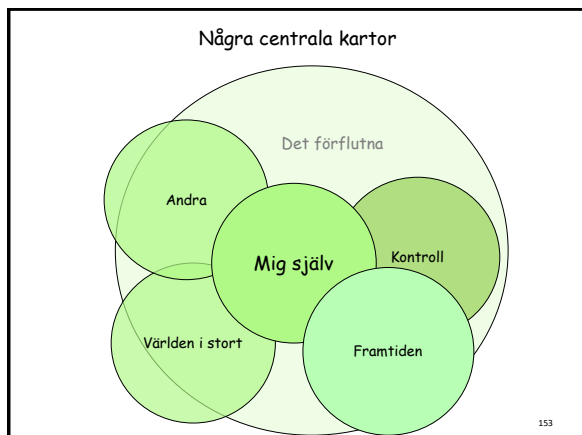 Några centrala kartor
Det förflutna
Andra
Mig själv
Kontroll
Världen i stort
Framtiden
153